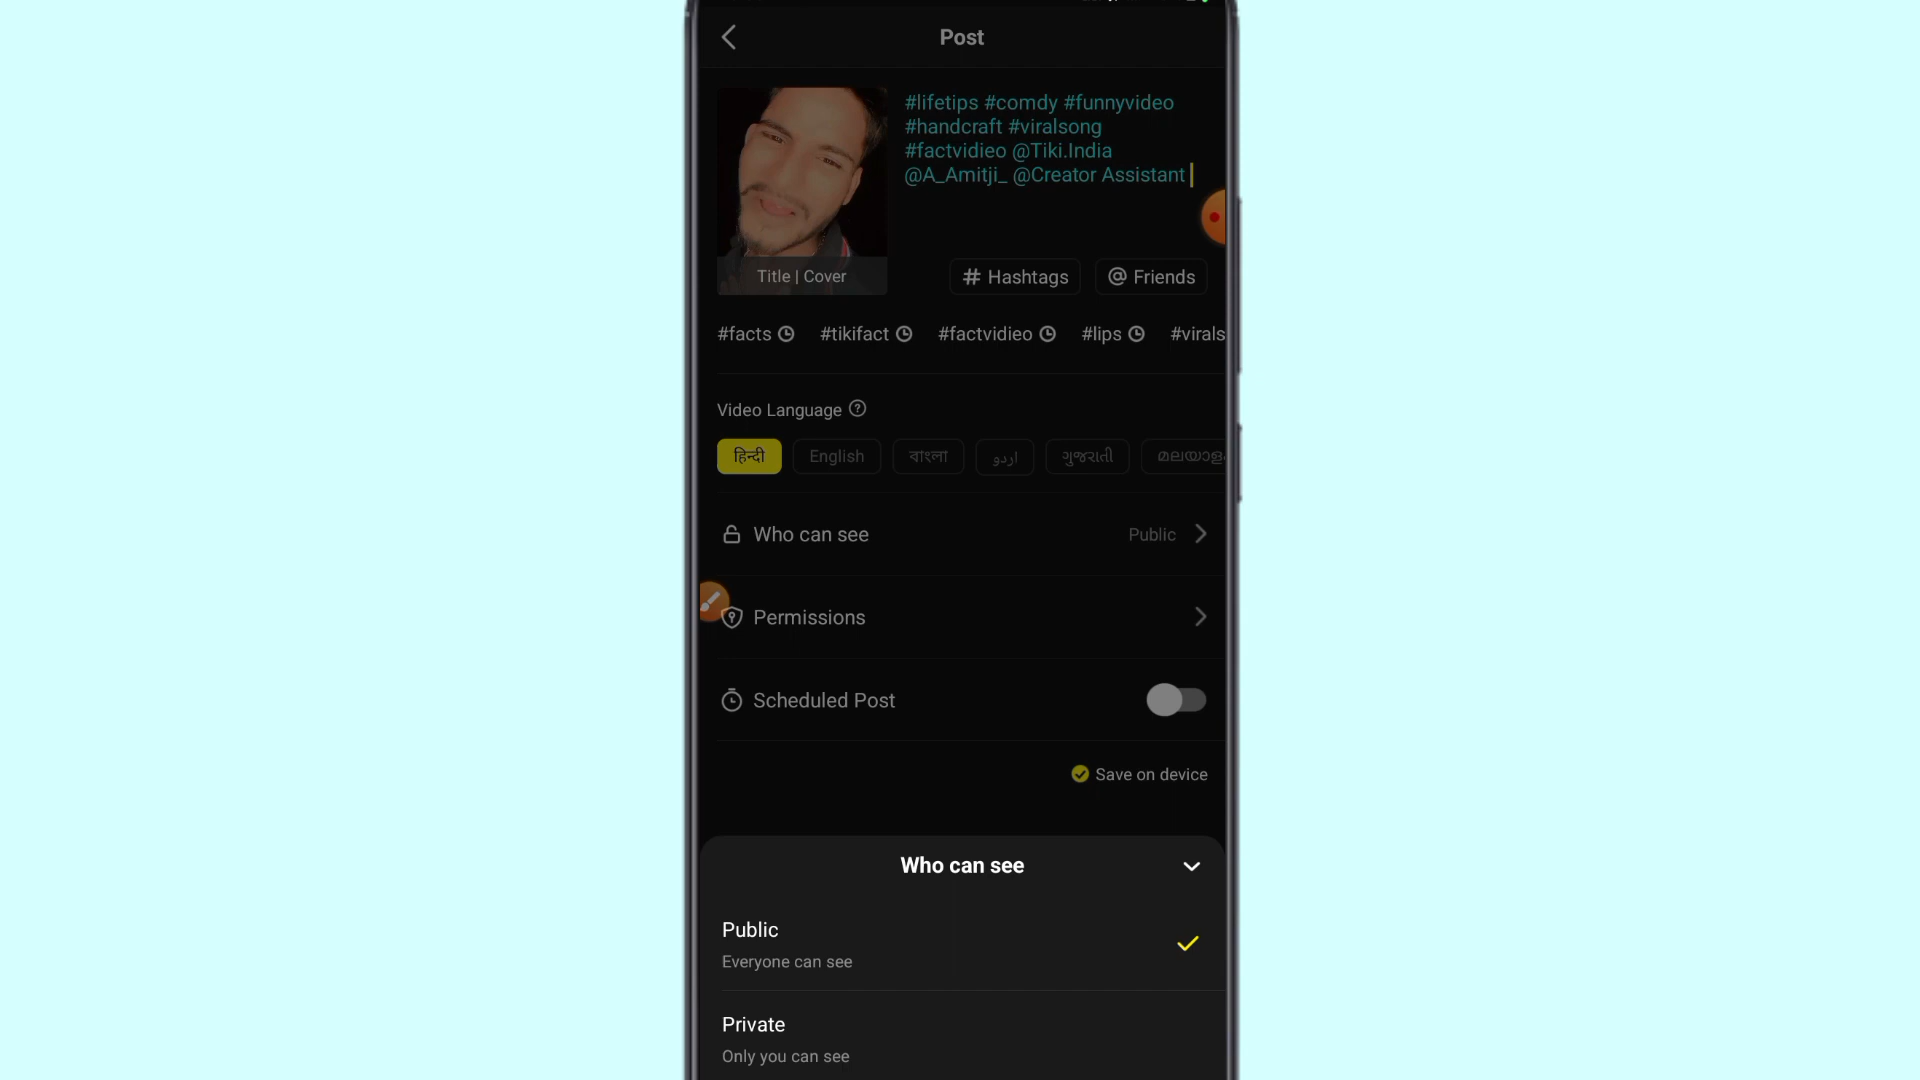 Post
#lifetips #comdy #funnyvideo
#handcraft #viralsong
#factvidieo @Tiki.India
@A_Amitji_ @Creator Assistant
Title | Cover
# Hashtags @ Friends
#facts #tikifact #factvidieo #lips #virals
Video Language
हिन्दी English বাংলা اردو ગુજરાતી മലയാള
Who can see Public
Permissions
Scheduled Post
Save on device
Who can see
Public
Everyone can see
Private
Only you can see